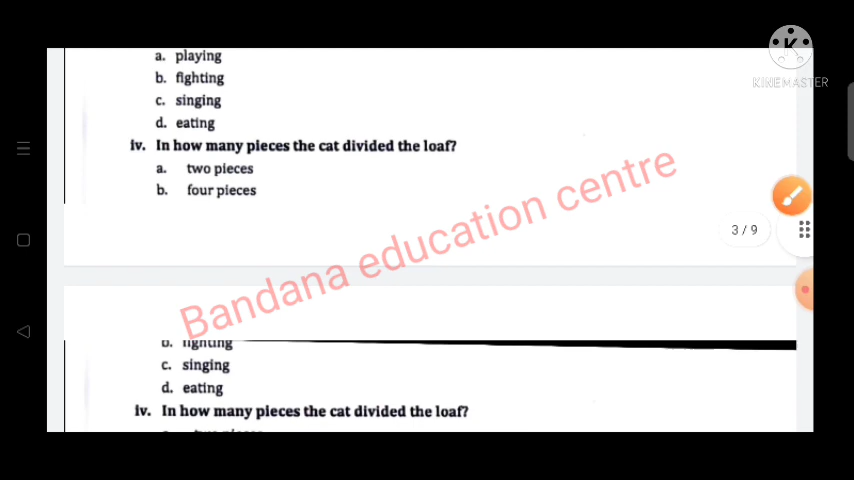 a. playing
b. fighting
c. singing
d. eating
iv. In how many pieces the cat divided the loaf?
a. two pieces
b. four pieces
Bandana education centre
KINEMASTER
3 / 9
b. fighting
c. singing
d. eating
iv. In how many pieces the cat divided the loaf?